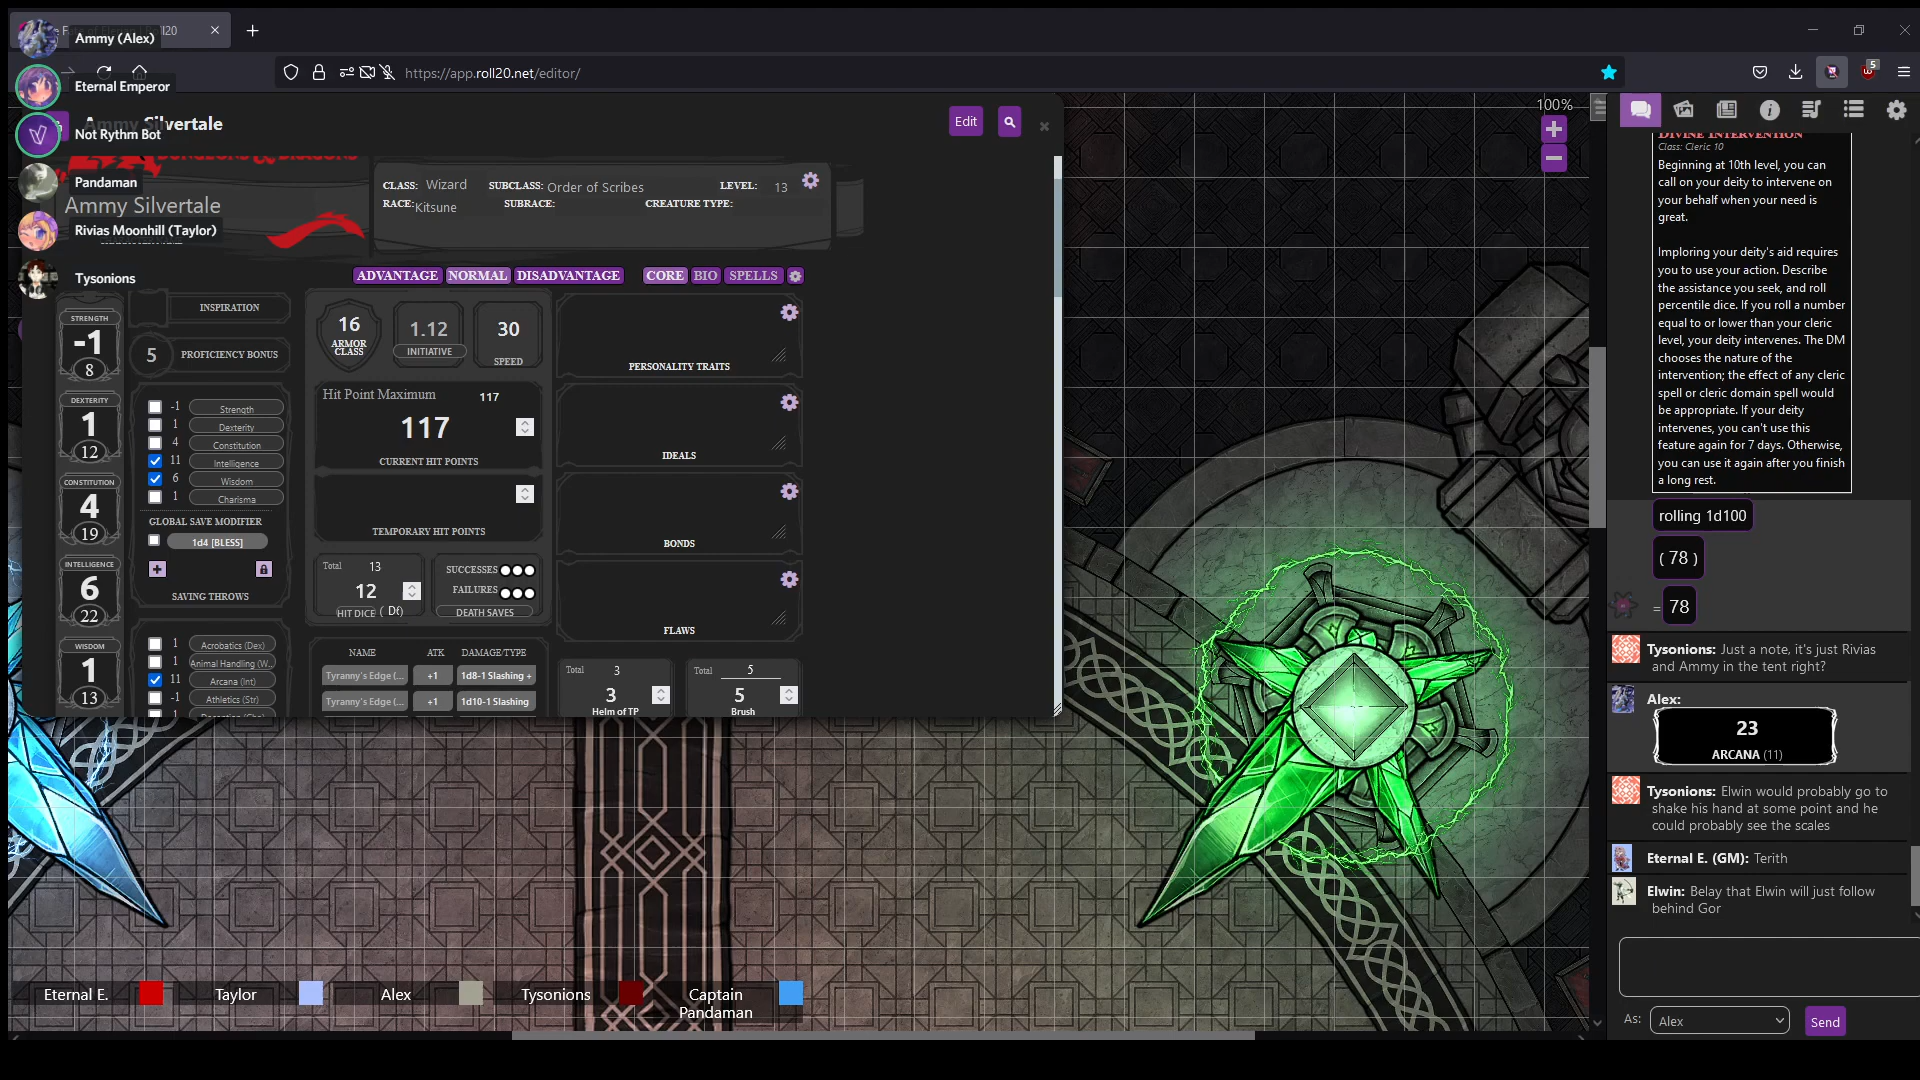 Ammy (Alex)
https://app.roll20.net/editor/
5
Eternal Emperor
Ammy Silvertale
Edit
Not Rythm Bot
Pandaman
Ammy Silvertale
Rivias Moonhill (Taylor)
Tysonions
CLASS: Wizard SUBCLASS: Order of Scribes LEVEL: 13
RACE: Kitsune SUBRACE: CREATURE TYPE:
ADVANTAGE NORMAL DISADVANTAGE CORE BIO SPELLS
STRENGTH
-1
8
DEXTERITY
1
12
CONSTITUTION
4
19
INTELLIGENCE
6
22
WISDOM
1
13
INSPIRATION
5 PROFICIENCY BONUS
-1 Strength
1 Dexterity
4 Constitution
11 Intelligence
6 Wisdom
1 Charisma
GLOBAL SAVE MODIFIER
1d4 [BLESS]
SAVING THROWS
1 Acrobatics (Dex)
1 Animal Handling (W...
11 Arcana (Int)
-1 Athletics (Str)
16
ARMOR
CLASS
1.12
INITIATIVE
30
SPEED
Hit Point Maximum 117
117
CURRENT HIT POINTS
TEMPORARY HIT POINTS
Total 13
12
HIT DICE ( D6
SUCCESSES
FAILURES
DEATH SAVES
NAME ATK DAMAGE/TYPE
Tyranny's Edge (... +1 1d8-1 Slashing +
Tyranny's Edge (... +1 1d10-1 Slashing
PERSONALITY TRAITS
IDEALS
BONDS
FLAWS
Total 3
3
Helm of TP
Total 5
5
Brush
100%
DIVINE INTERVENTION
Class: Cleric 10
Beginning at 10th level, you can
call on your deity to intervene on
your behalf when your need is
great.
Imploring your deity's aid requires
you to use your action. Describe
the assistance you seek, and roll
percentile dice. If you roll a number
equal to or lower than your cleric
level, your deity intervenes. The DM
chooses the nature of the
intervention; the effect of any cleric
spell or cleric domain spell would
be appropriate. If your deity
intervenes, you can't use this
feature again for 7 days. Otherwise,
you can use it again after you finish
a long rest.
rolling 1d100
( 78 )
= 78
Tysonions: Just a note, it's just Rivias
and Ammy in the tent right?
Alex:
23
ARCANA (11)
Tysonions: Elwin would probably go to
shake his hand at some point and he
could probably see the scales
Eternal E. (GM): Terith
Elwin: Belay that Elwin will just follow
behind Gor
As: Alex Send
Eternal E. Taylor Alex Tysonions Captain
Pandaman